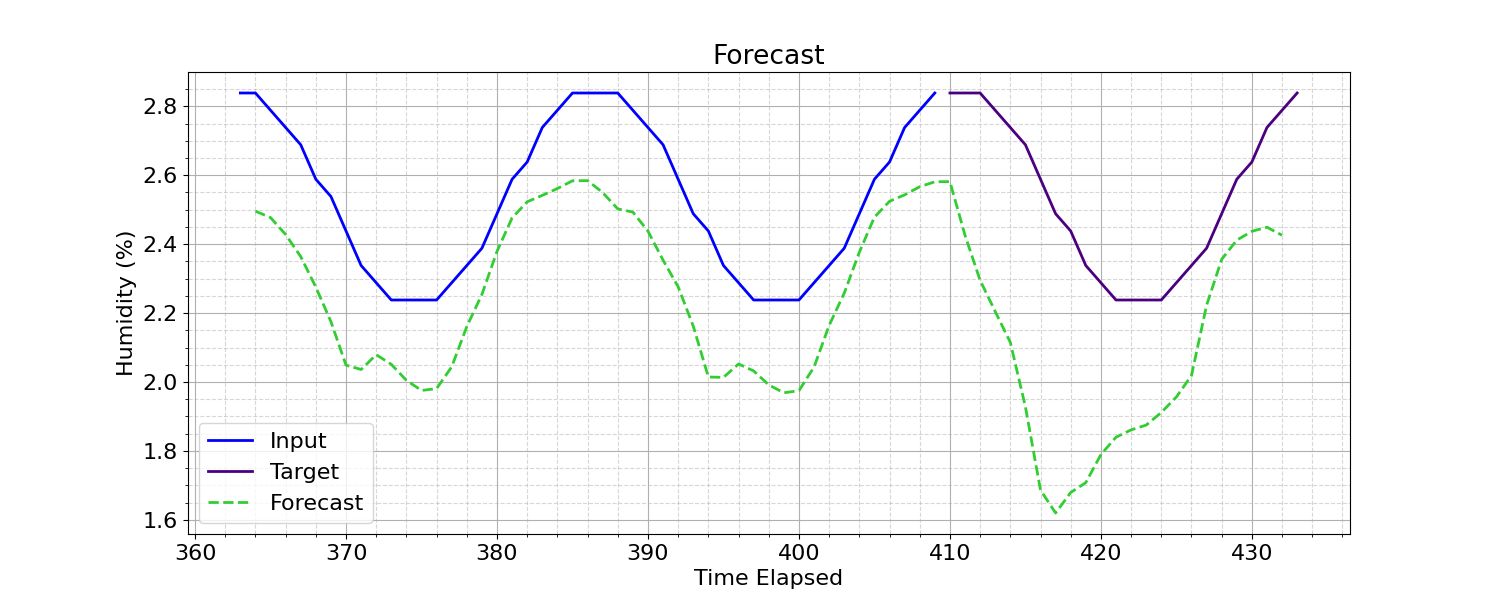 Forecast
2.8
2.6
2.4
2.2
2.0
1.8
1.6
Humidity (%)
Input
Target
Forecast
360 370 380 390 400 410 420 430
Time Elapsed